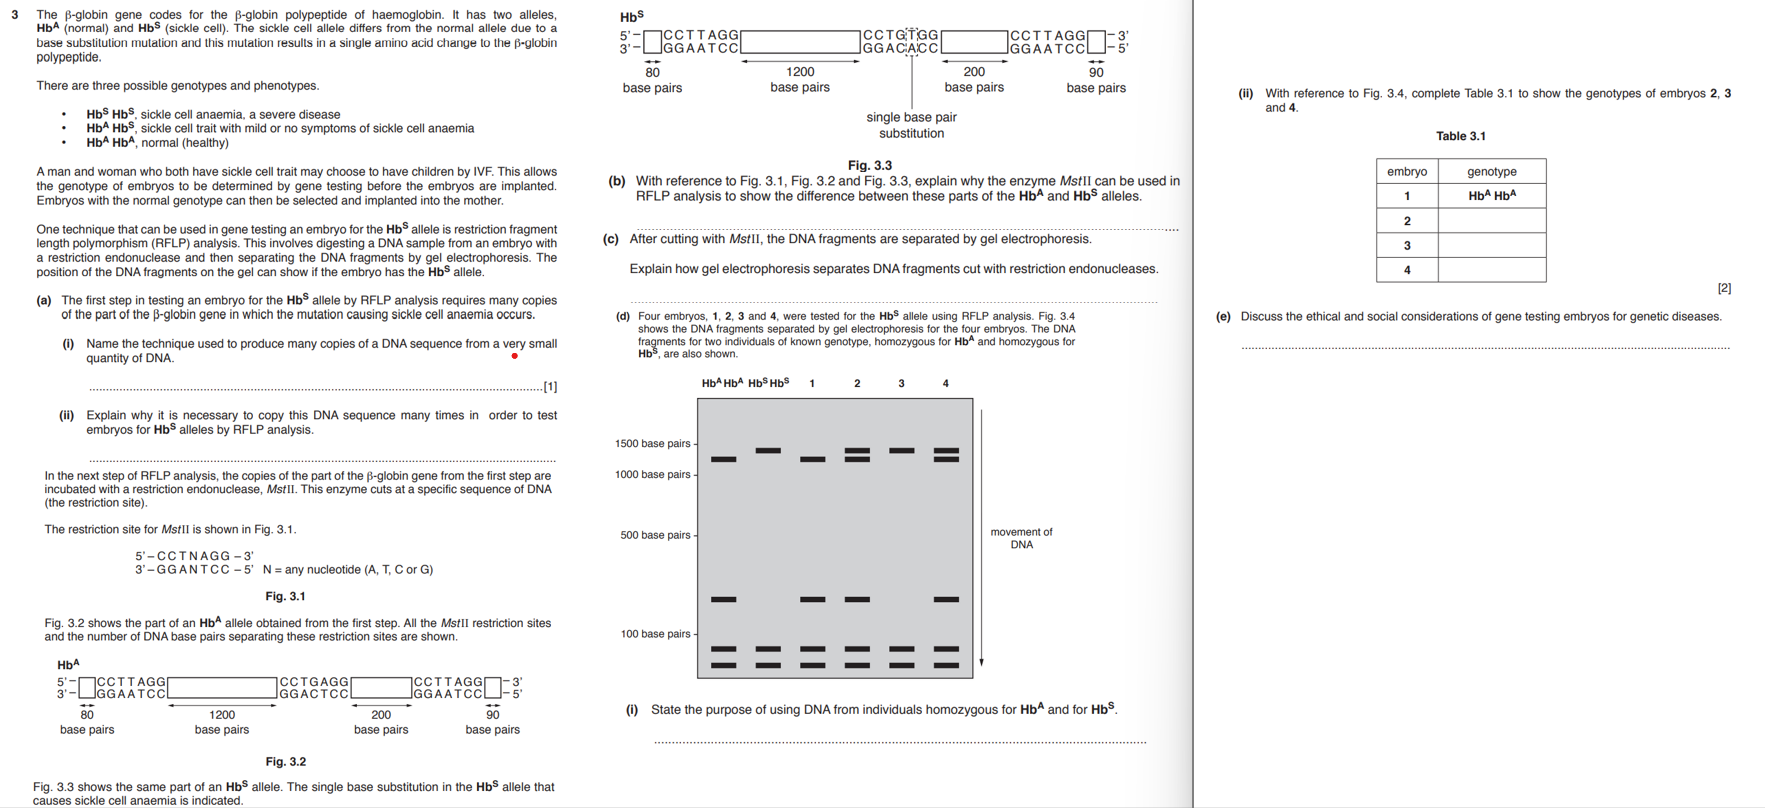 3 The β-globin gene codes for the β-globin polypeptide of haemoglobin. It has two alleles,
HbA (normal) and HbS (sickle cell). The sickle cell allele differs from the normal allele due to a
base substitution mutation and this mutation results in a single amino acid change to the β-globin
polypeptide.
There are three possible genotypes and phenotypes.
• HbS HbS, sickle cell anaemia, a severe disease
• HbA HbS, sickle cell trait with mild or no symptoms of sickle cell anaemia
• HbA HbA, normal (healthy)
A man and woman who both have sickle cell trait may choose to have children by IVF. This allows
the genotype of embryos to be determined by gene testing before the embryos are implanted.
Embryos with the normal genotype can then be selected and implanted into the mother.
One technique that can be used in gene testing an embryo for the HbS allele is restriction fragment
length polymorphism (RFLP) analysis. This involves digesting a DNA sample from an embryo with
a restriction endonuclease and then separating the DNA fragments by gel electrophoresis. The
position of the DNA fragments on the gel can show if the embryo has the HbS allele.
(a) The first step in testing an embryo for the HbS allele by RFLP analysis requires many copies
of the part of the β-globin gene in which the mutation causing sickle cell anaemia occurs.
(i) Name the technique used to produce many copies of a DNA sequence from a very small
quantity of DNA.
[1]
(ii) Explain why it is necessary to copy this DNA sequence many times in order to test
embryos for HbS alleles by RFLP analysis.
In the next step of RFLP analysis, the copies of the part of the β-globin gene from the first step are
incubated with a restriction endonuclease, MstII. This enzyme cuts at a specific sequence of DNA
(the restriction site).
The restriction site for MstII is shown in Fig. 3.1.
5'–CCTNAGG–3'
3'–GGANTCC–5' N = any nucleotide (A, T, C or G)
Fig. 3.1
Fig. 3.2 shows the part of an HbA allele obtained from the first step. All the MstII restriction sites
and the number of DNA base pairs separating these restriction sites are shown.
HbA
5'– CCTTAGG CCTGAGG CCTTAGG –3'
3'– GGAATCC GGACTCC GGAATCC –5'
80 1200 200 90
base pairs base pairs base pairs base pairs
Fig. 3.2
Fig. 3.3 shows the same part of an HbS allele. The single base substitution in the HbS allele that
causes sickle cell anaemia is indicated.
HbS
5'– CCTTAGG CCTGTGG CCTTAGG –3'
3'– GGAATCC GGACACC GGAATCC –5'
80 1200 200 90
base pairs base pairs base pairs base pairs
single base pair
substitution
Fig. 3.3
(b) With reference to Fig. 3.1, Fig. 3.2 and Fig. 3.3, explain why the enzyme MstII can be used in
RFLP analysis to show the difference between these parts of the HbA and HbS alleles.
(c) After cutting with MstII, the DNA fragments are separated by gel electrophoresis.
Explain how gel electrophoresis separates DNA fragments cut with restriction endonucleases.
(d) Four embryos, 1, 2, 3 and 4, were tested for the HbS allele using RFLP analysis. Fig. 3.4
shows the DNA fragments separated by gel electrophoresis for the four embryos. The DNA
fragments for two individuals of known genotype, homozygous for HbA and homozygous for
HbS, are also shown.
HbA HbA HbS HbS 1 2 3 4
1500 base pairs
1000 base pairs
500 base pairs
100 base pairs
movement of
DNA
(i) State the purpose of using DNA from individuals homozygous for HbA and for HbS.
(ii) With reference to Fig. 3.4, complete Table 3.1 to show the genotypes of embryos 2, 3
and 4.
Table 3.1
embryo genotype
1 HbA HbA
2
3
4
[2]
(e) Discuss the ethical and social considerations of gene testing embryos for genetic diseases.